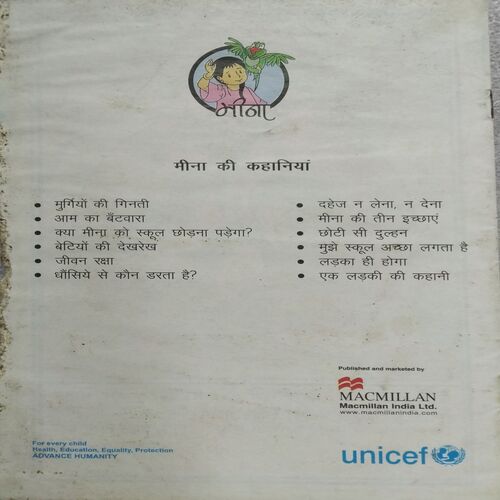 मीना
मीना की कहानियां
मुर्गियों की गिनती
आम का बँटवारा
क्या मीना को स्कूल छोड़ना पड़ेगा?
बेटियों की देखरेख
जीवन रक्षा
धौंसिये से कौन डरता है?
दहेज न लेना, न देना
मीना की तीन इच्छाएं
छोटी सी दुल्हन
मुझे स्कूल अच्छा लगता है
लड़का ही होगा
एक लड़की की कहानी
Published and marketed by
MACMILLAN
Macmillan India Ltd.
www.macmillanindia.com
For every child
Health, Education, Equality, Protection
ADVANCE HUMANITY
unicef